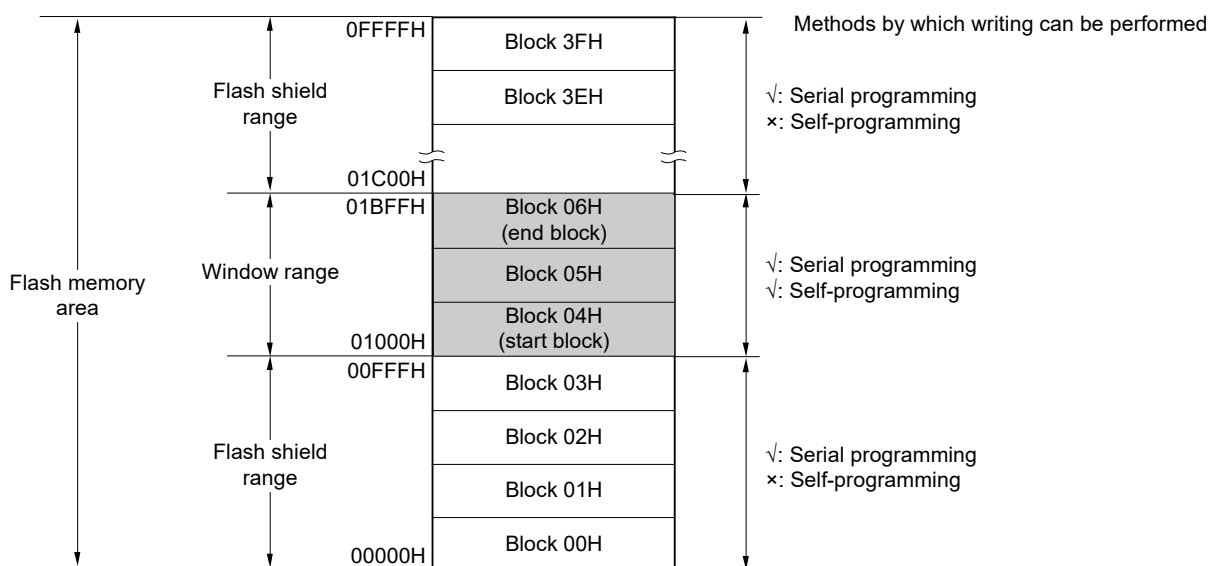 0FFFFH
Block 3FH
Methods by which writing can be performed
Flash shield
range
Block 3EH
√: Serial programming
×: Self-programming
01C00H
01BFFH
Block 06H
(end block)
Flash memory
area
Window range
Block 05H
√: Serial programming
√: Self-programming
Block 04H
(start block)
01000H
00FFFH
Block 03H
Flash shield
range
Block 02H
√: Serial programming
×: Self-programming
Block 01H
Block 00H
00000H